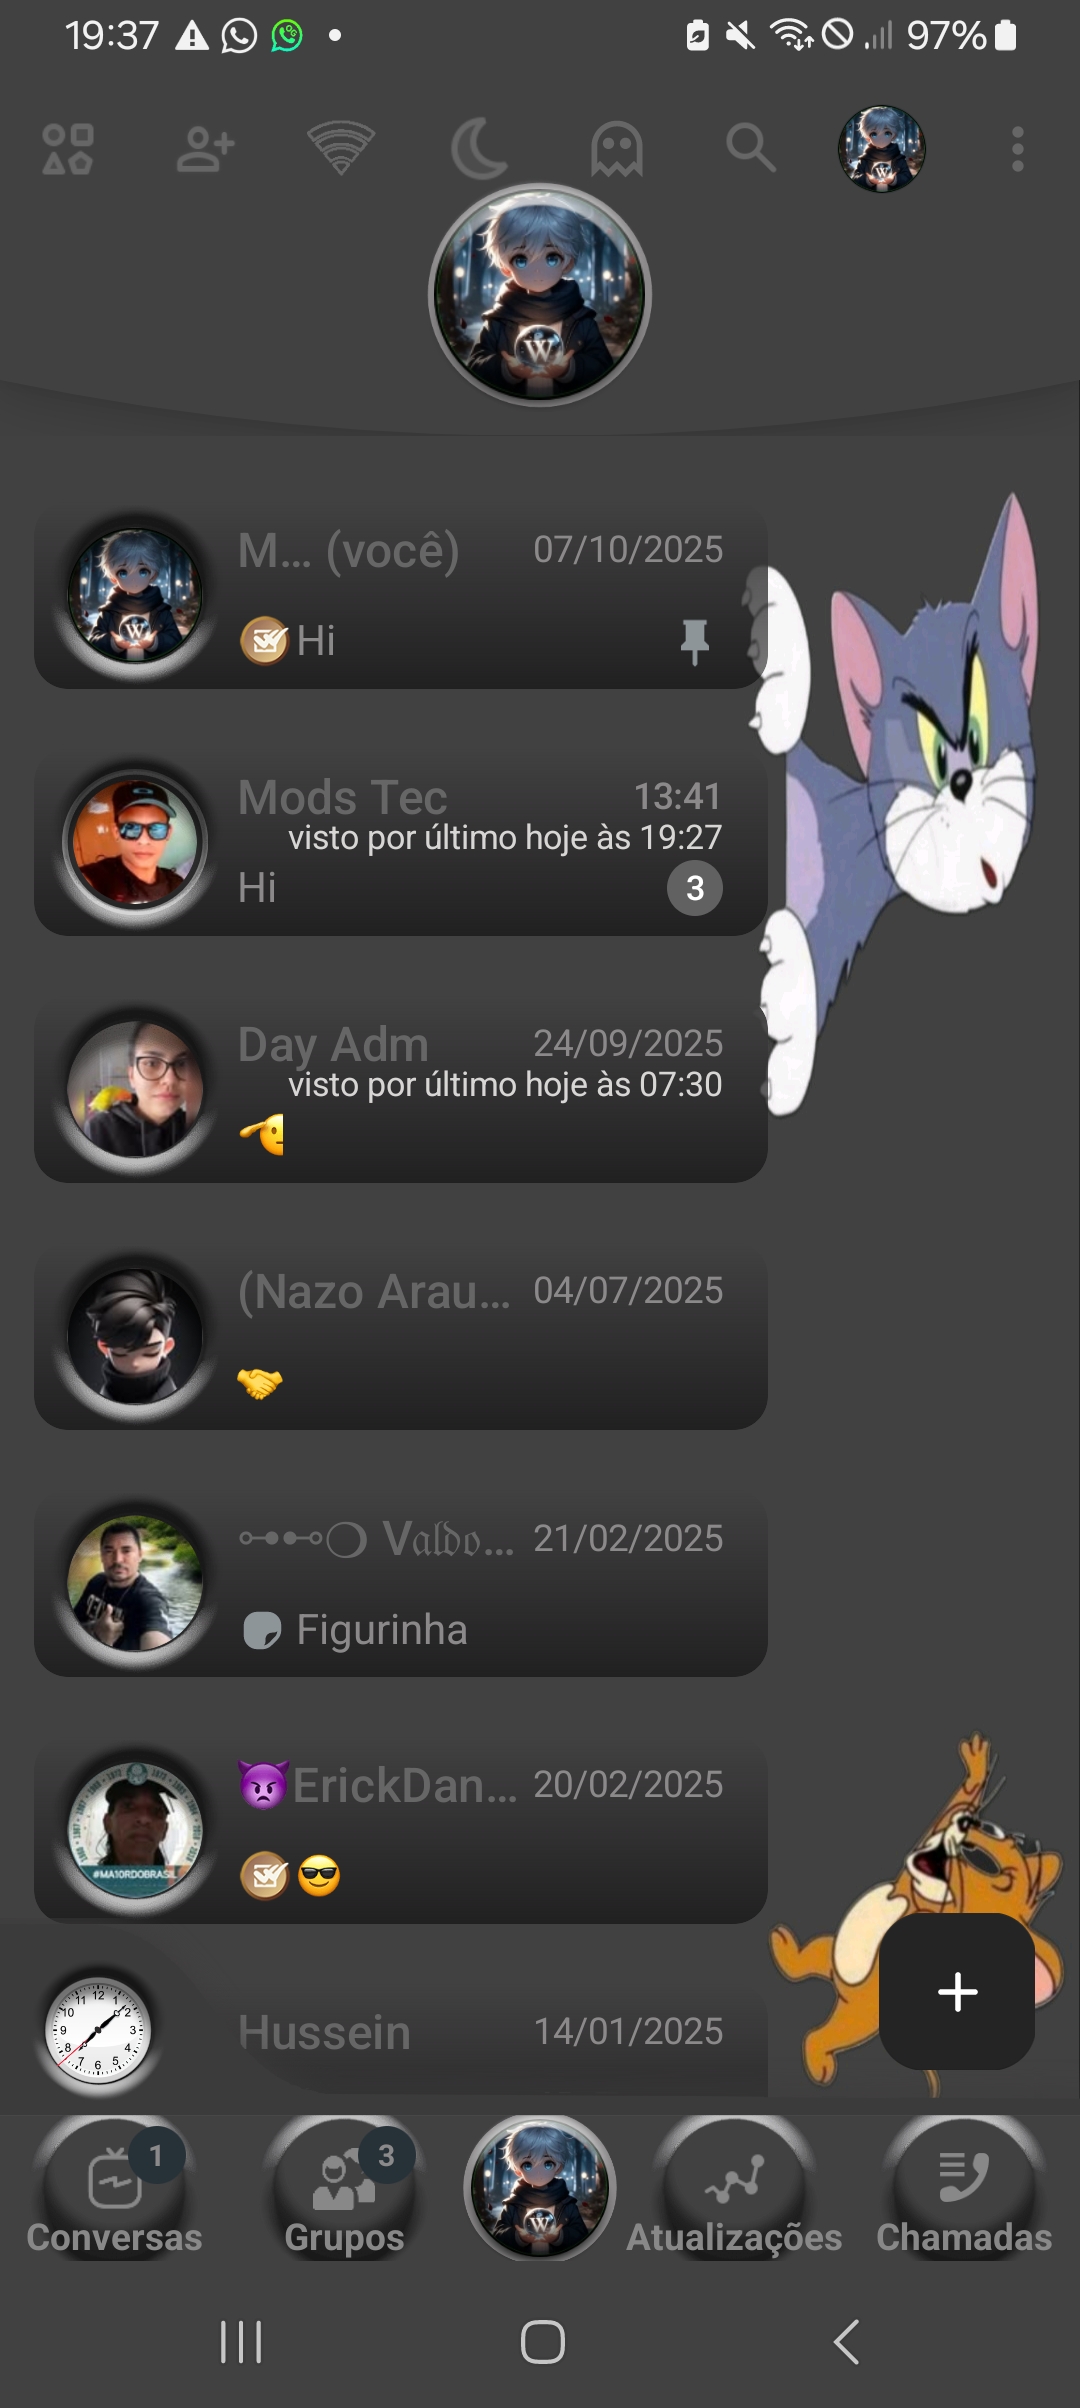 19:37 97%
M... (você) 07/10/2025
Hi
Mods Tec 13:41
visto por último hoje às 19:27
Hi 3
Day Adm 24/09/2025
visto por último hoje às 07:30
(Nazo Arau... 04/07/2025
🤝
⊶●━○❍ V𝔞𝔩𝔡𝔬... 21/02/2025
Figurinha
😈ErickDan... 20/02/2025
😎
#MA10RDOBRASIL
Hussein 14/01/2025
1 3
Conversas Grupos Atualizações Chamadas